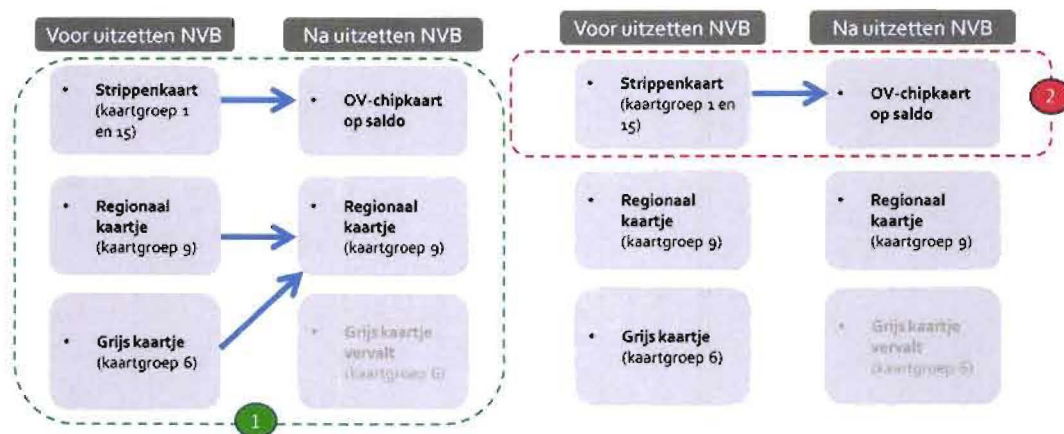 Voor uitzetten NVB
Na uitzetten NVB
• Strippenkaart
(kaartgroep 1
en 15)
• OV-chipkaart
op saldo
• Regionaal
kaartje
(kaartgroep 9)
• Regionaal
kaartje
(kaartgroep 9)
• Grijs kaartje
(kaartgroep 6)
• Grijs kaartje
vervalt
(kaartgroep 6)
1
Voor uitzetten NVB
Na uitzetten NVB
• Strippenkaart
(kaartgroep 1 en
15)
• OV-chipkaart
op saldo
2
• Regionaal
kaartje
(kaartgroep 9)
• Regionaal
kaartje
(kaartgroep 9)
• Grijs kaartje
(kaartgroep 6)
• Grijs kaartje
vervalt
(kaartgroep 6)